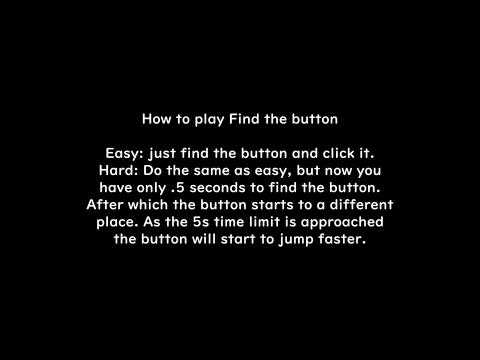 How to play Find the button
Easy: just find the button and click it.
Hard: Do the same as easy, but now you
have only .5 seconds to find the button.
After which the button starts to a different
place. As the 5s time limit is approached
the button will start to jump faster.